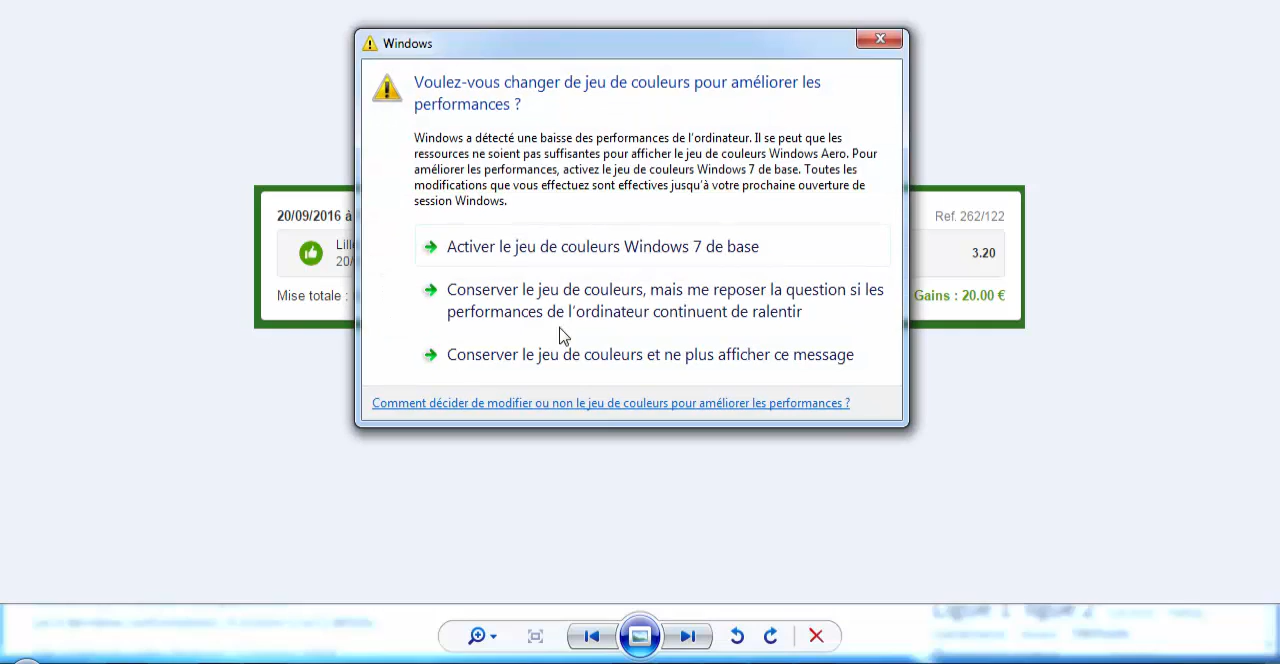 Windows
Voulez-vous changer de jeu de couleurs pour améliorer les
performances ?
Windows a détecté une baisse des performances de l'ordinateur. Il se peut que les
ressources ne soient pas suffisantes pour afficher le jeu de couleurs Windows Aero. Pour
améliorer les performances, activez le jeu de couleurs Windows 7 de base. Toutes les
modifications que vous effectuez sont effectives jusqu'à votre prochaine ouverture de
session Windows.
Activer le jeu de couleurs Windows 7 de base
Conserver le jeu de couleurs, mais me reposer la question si les
performances de l'ordinateur continuent de ralentir
Conserver le jeu de couleurs et ne plus afficher ce message
Comment décider de modifier ou non le jeu de couleurs pour améliorer les performances ?
20/09/2016 à
Ref. 262/122
20/
3.20
Mise totale :
Gains : 20.00 €